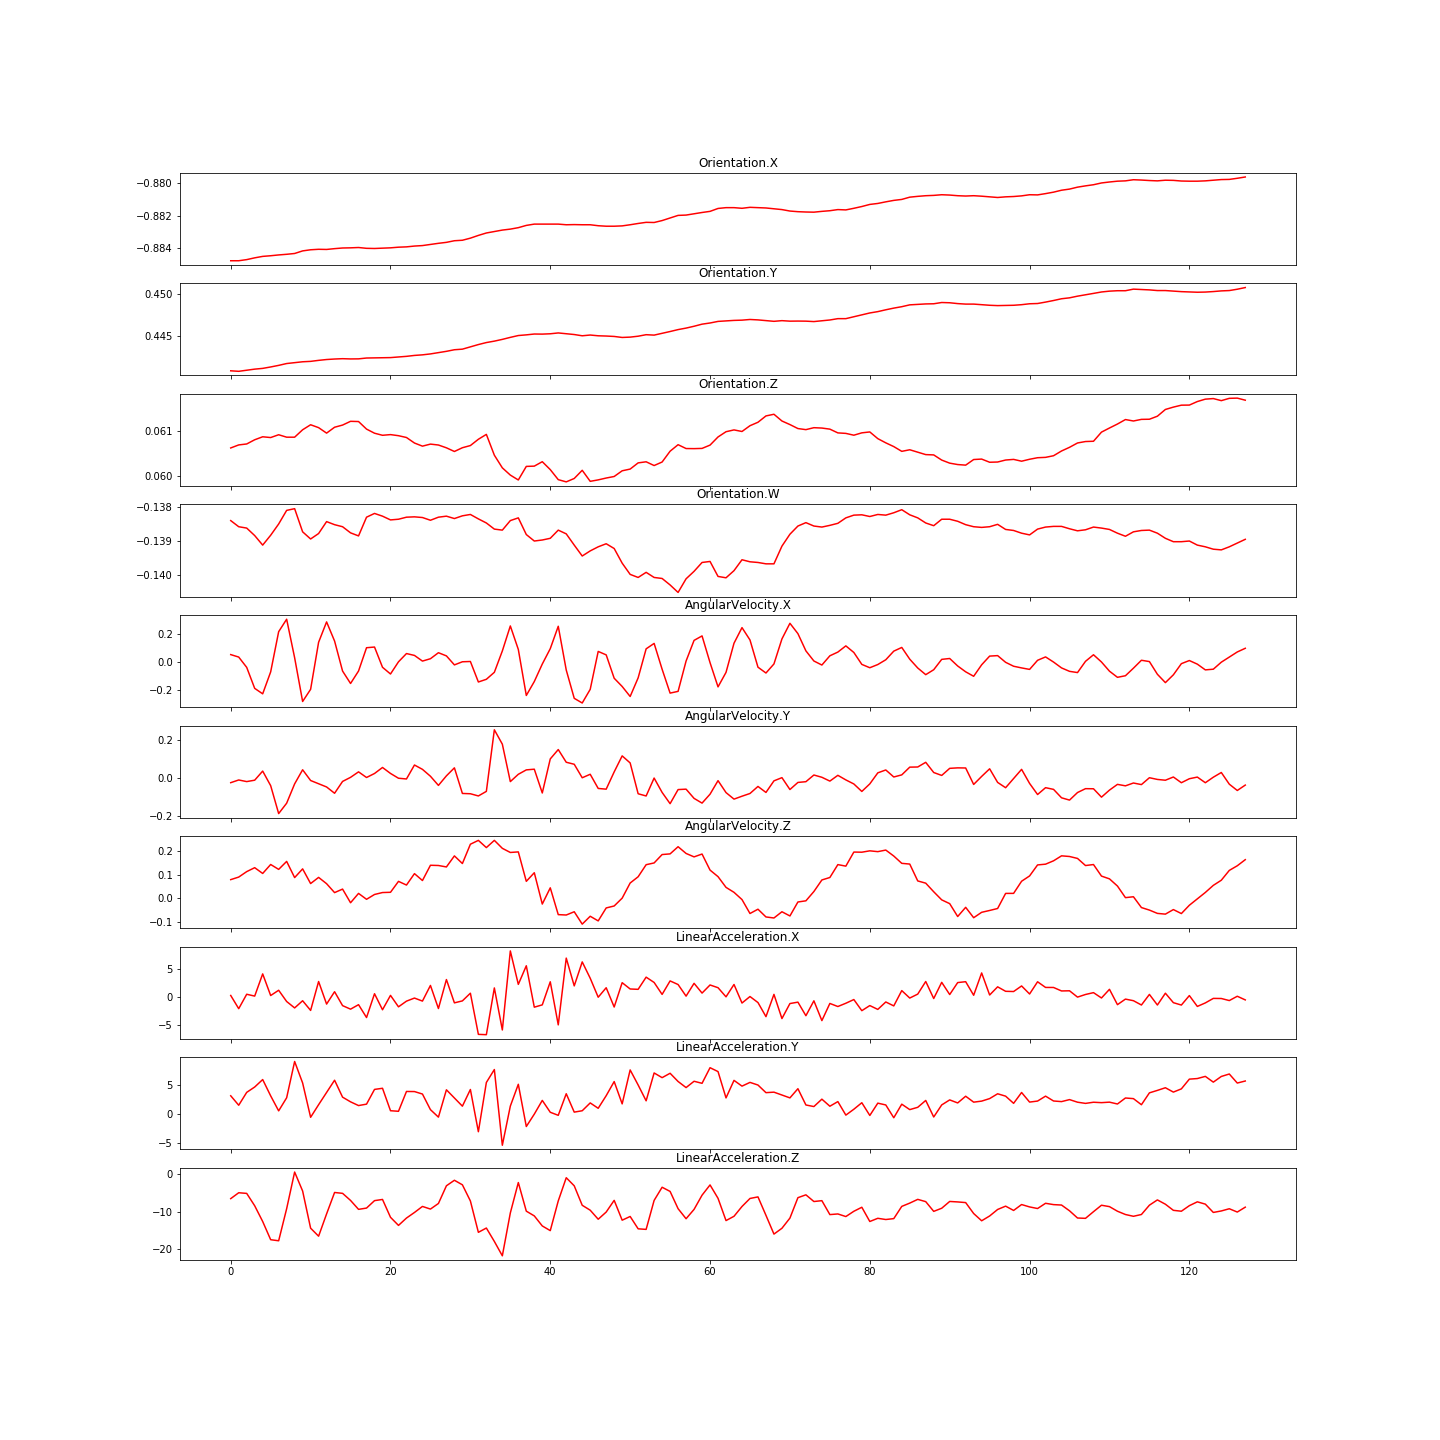 Orientation.X
−0.880
−0.882
−0.884
Orientation.Y
0.450
0.445
Orientation.Z
0.061
0.060
Orientation.W
−0.138
−0.139
−0.140
AngularVelocity.X
0.2
0.0
−0.2
AngularVelocity.Y
0.2
0.0
−0.2
AngularVelocity.Z
0.2
0.1
0.0
−0.1
LinearAcceleration.X
5
0
−5
LinearAcceleration.Y
5
0
−5
LinearAcceleration.Z
0
−10
−20
0 20 40 60 80 100 120